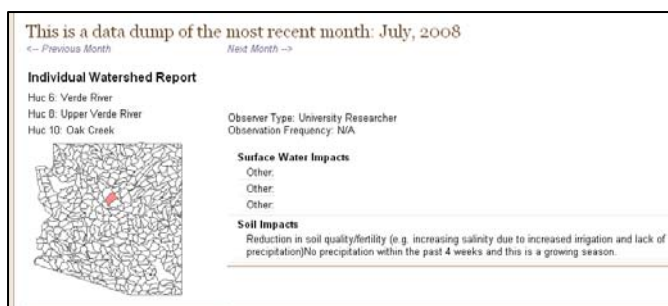 This is a data dump of the most recent month: July, 2008
<-- Previous Month Next Month -->
Individual Watershed Report
Huc 6: Verde River
Huc 8: Upper Verde River
Huc 10: Oak Creek
Observer Type: University Researcher
Observation Frequency: N/A
Surface Water Impacts
Other:
Other:
Other:
Soil Impacts
Reduction in soil quality/fertility (e.g. increasing salinity due to increased irrigation and lack of
precipitation)No precipitation within the past 4 weeks and this is a growing season.